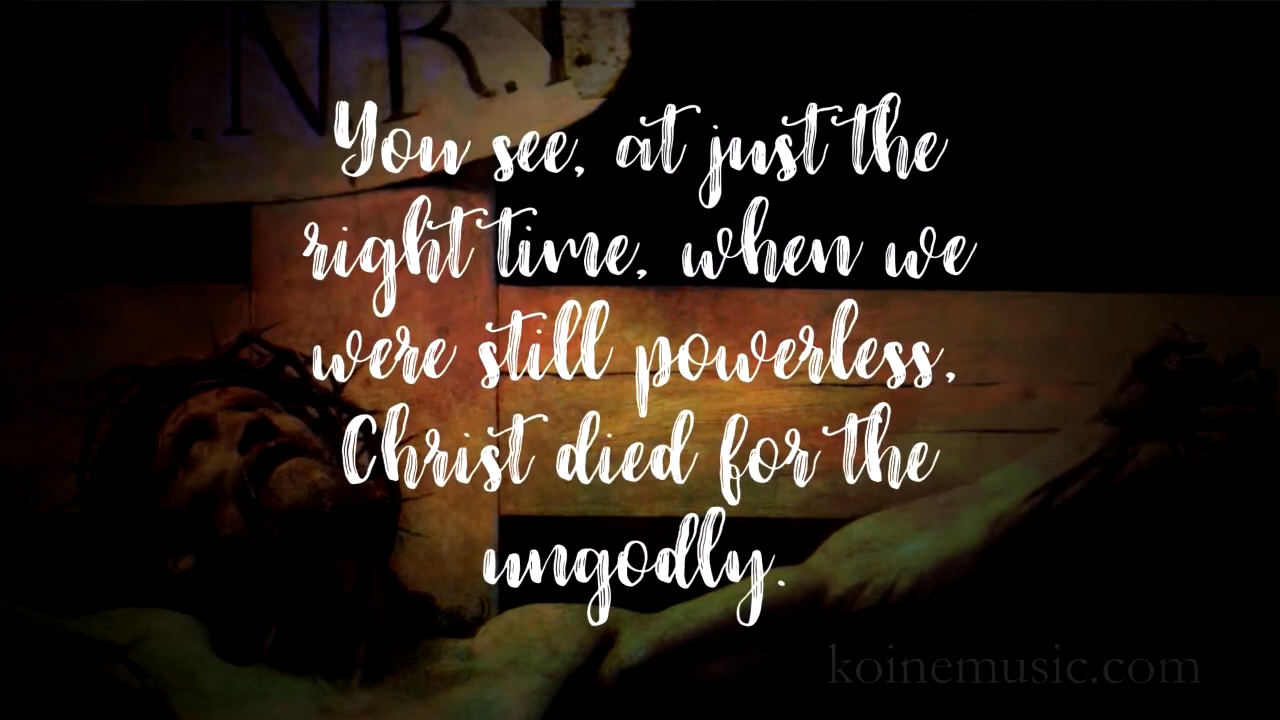 I.N.R.I
You see, at just the
right time, when we
were still powerless,
Christ died for the
ungodly.
koinemusic.com